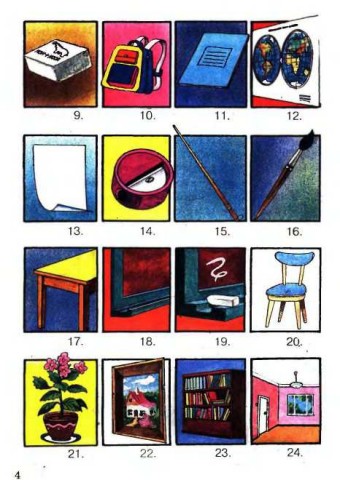 9. 10. 11. 12.
13. 14. 15. 16.
17. 18. 19. 20.
21. 22. 23. 24.
4